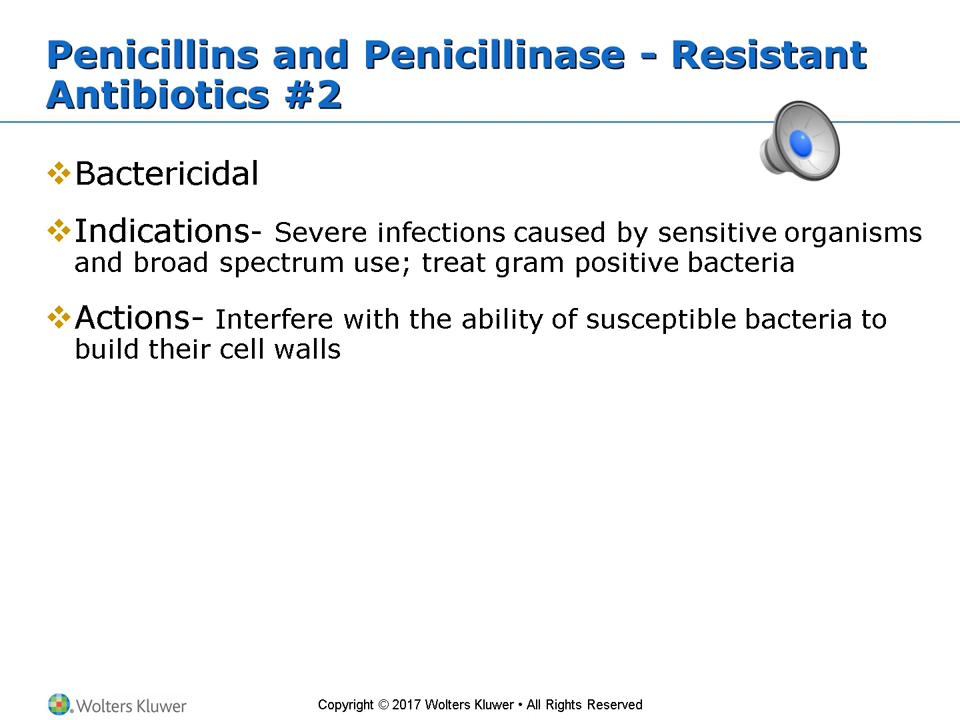 Penicillins and Penicillinase - Resistant
Antibiotics #2
Bactericidal
Indications- Severe infections caused by sensitive organisms
and broad spectrum use; treat gram positive bacteria
Actions- Interfere with the ability of susceptible bacteria to
build their cell walls
Wolters Kluwer
Copyright © 2017 Wolters Kluwer • All Rights Reserved